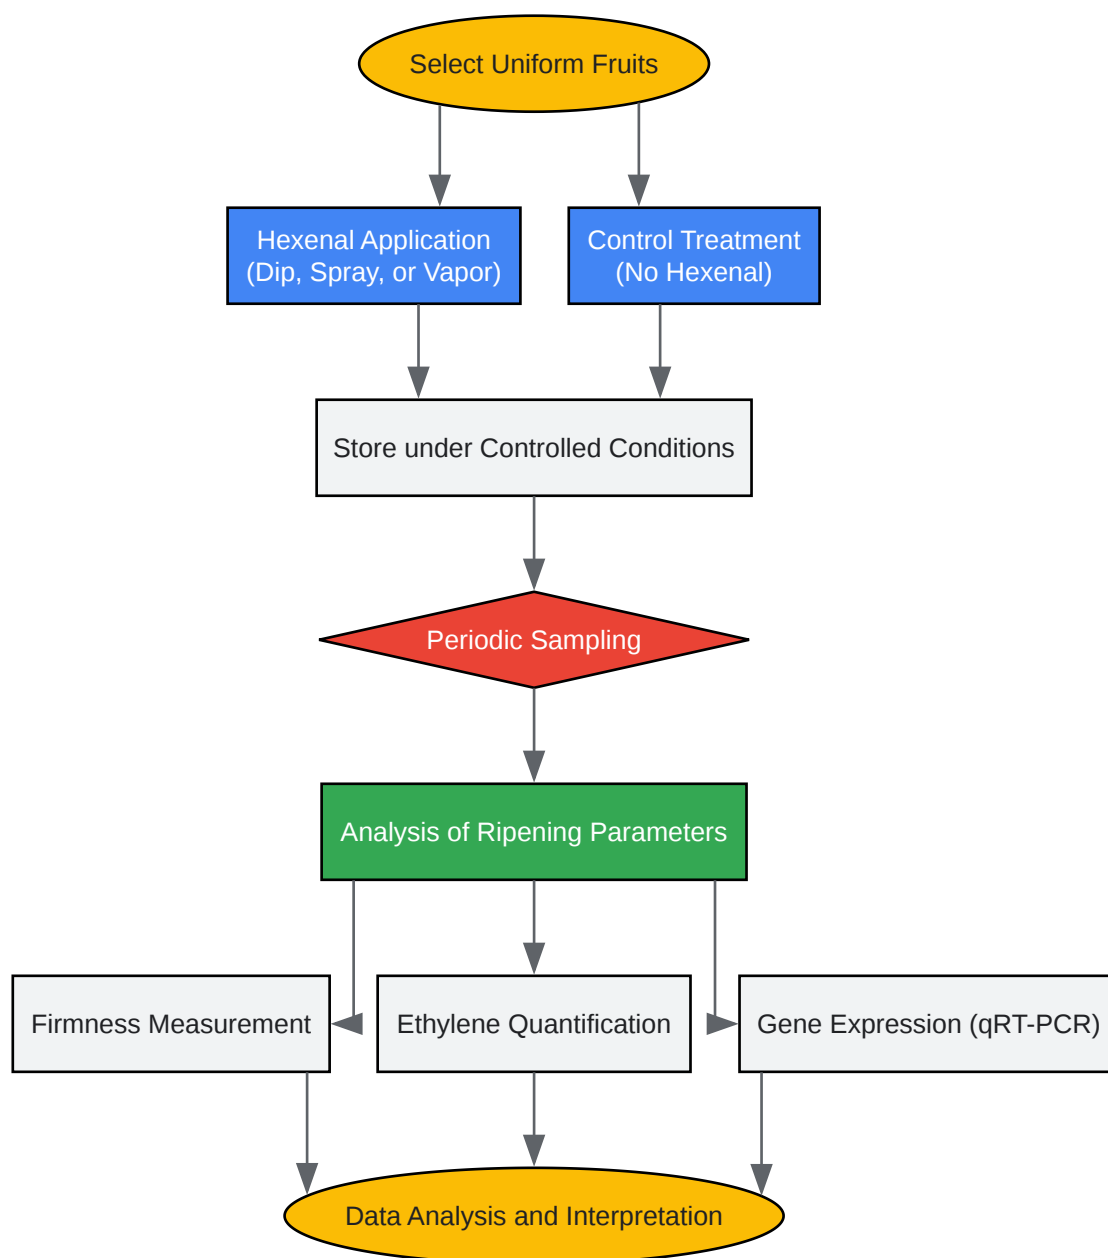 Select Uniform Fruits
Hexenal Application
(Dip, Spray, or Vapor)
Control Treatment
(No Hexenal)
Store under Controlled Conditions
Periodic Sampling
Analysis of Ripening Parameters
Firmness Measurement
Ethylene Quantification
Gene Expression (qRT-PCR)
Data Analysis and Interpretation